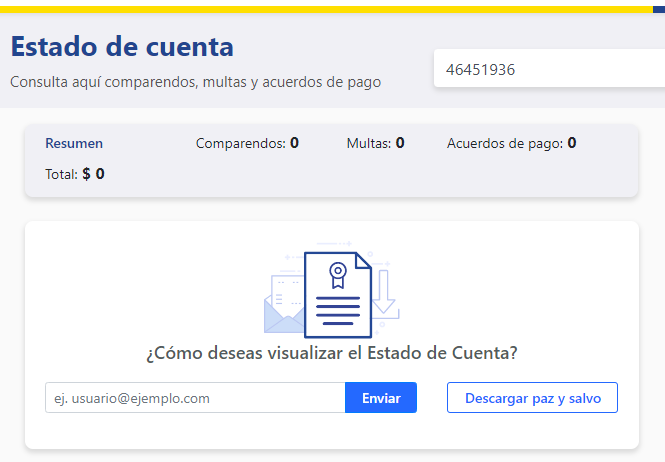 Estado de cuenta
Consulta aquí comparendos, multas y acuerdos de pago
46451936
Resumen Comparendos: 0 Multas: 0 Acuerdos de pago: 0
Total: $ 0
¿Cómo deseas visualizar el Estado de Cuenta?
ej. usuario@ejemplo.com Enviar Descargar paz y salvo